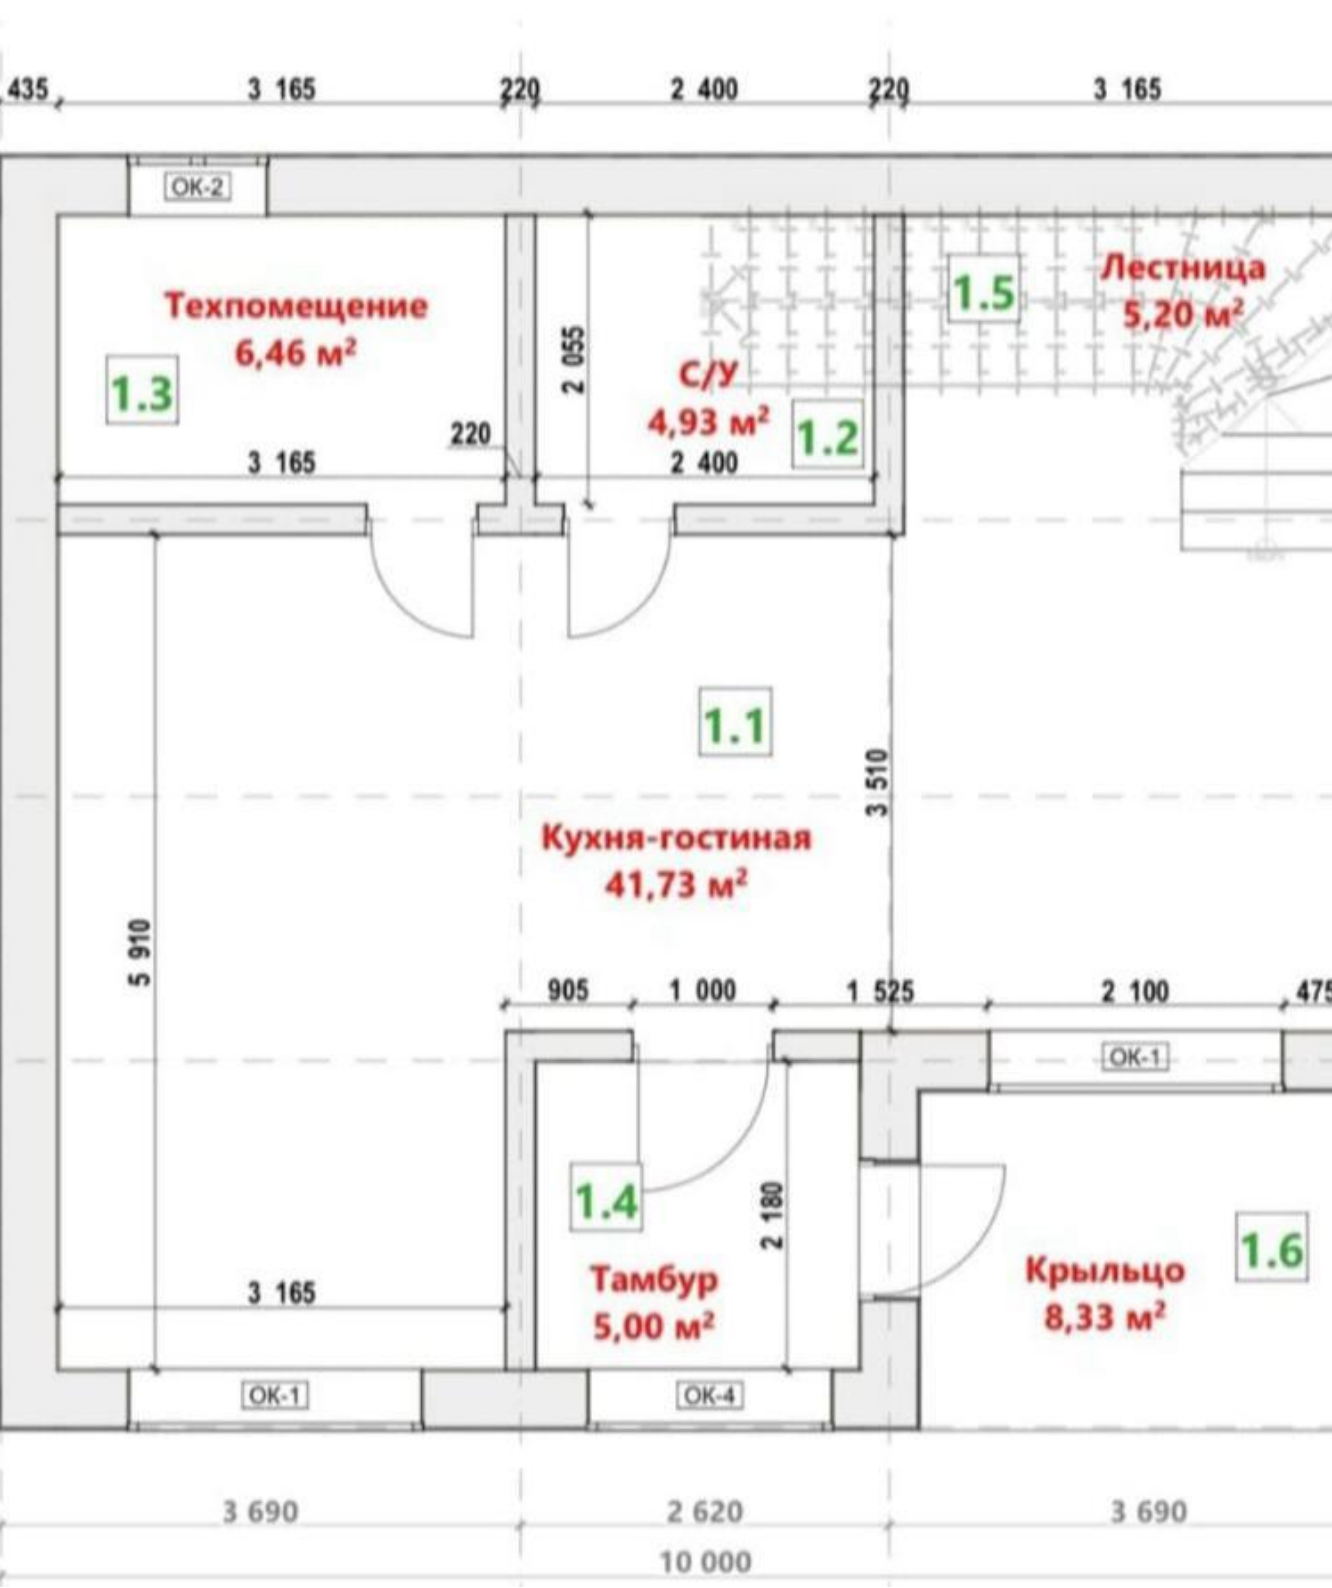 435 3 165 220 2 400 220 3 165
ОК-2
Техпомещение
6,46 м²
1.3
2 055
С/У
4,93 м²
1.2
1.5
Лестница
5,20 м²
220
3 165
2 400
1.1
3 510
Кухня-гостиная
41,73 м²
5 910
905 1 000 1 525 2 100 475
ОК-1
1.4
2 180
Тамбур
5,00 м²
1.6
Крыльцо
8,33 м²
3 165
ОК-1
ОК-4
3 690 2 620 3 690
10 000